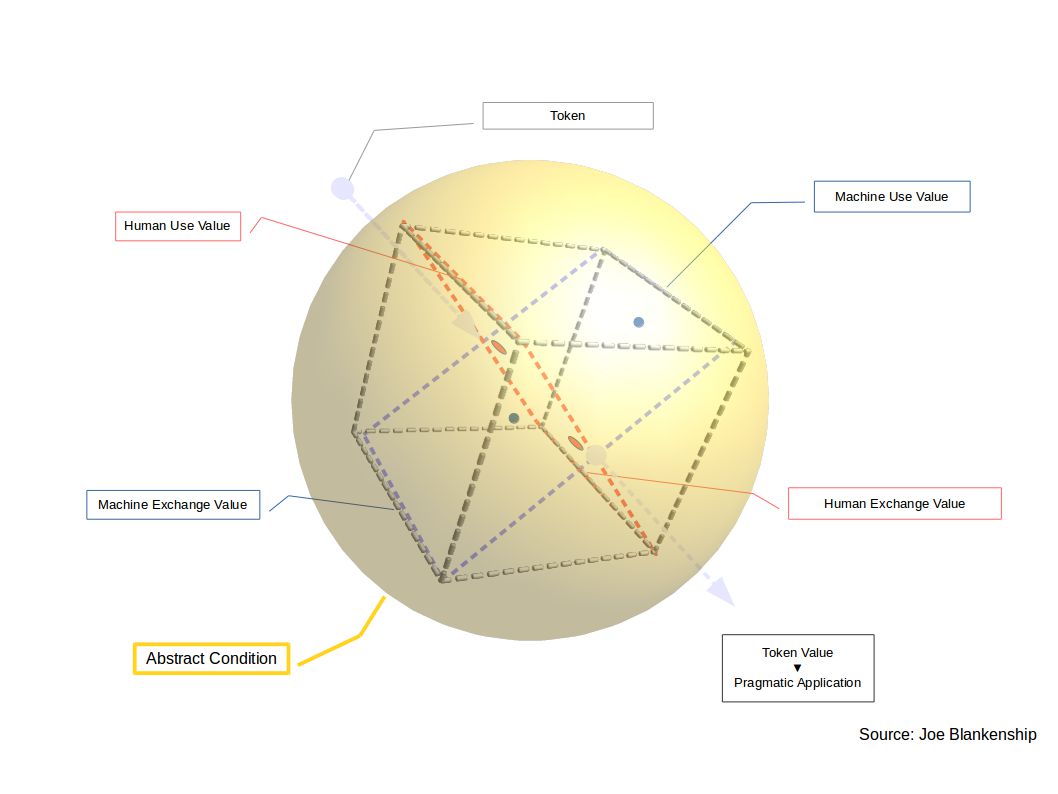 Token
Machine Use Value
Human Use Value
Machine Exchange Value
Human Exchange Value
Abstract Condition
Token Value
▼
Pragmatic Application
Source: Joe Blankenship